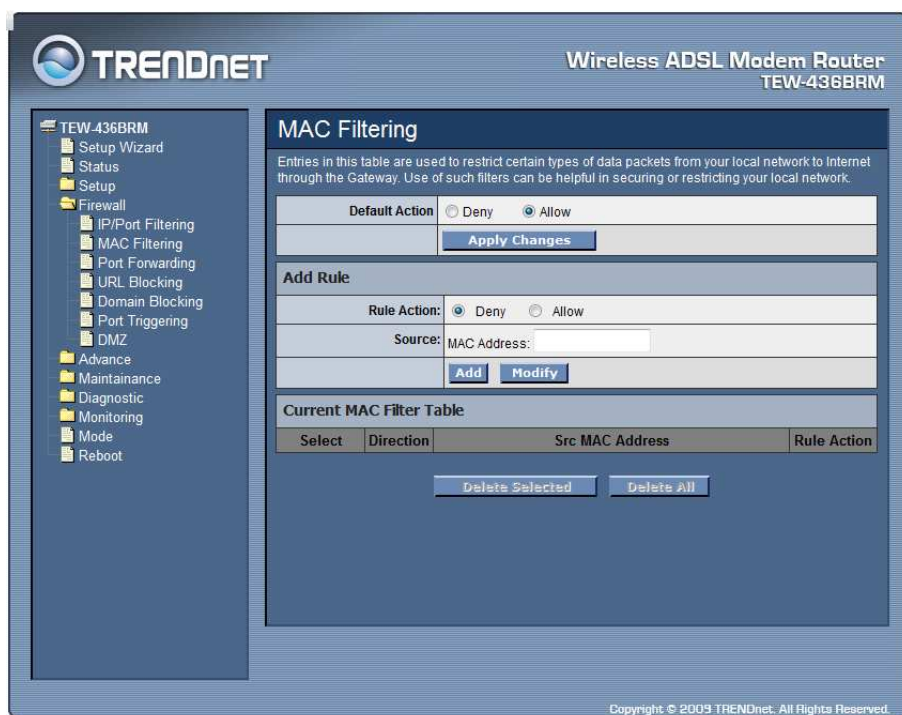 TRENDNET
Wireless ADSL Modem Router
TEW-436BRM
TEW-436BRM
Setup Wizard
Status
Setup
Firewall
IP/Port Filtering
MAC Filtering
Port Forwarding
URL Blocking
Domain Blocking
Port Triggering
DMZ
Advance
Maintainance
Diagnostic
Monitoring
Mode
Reboot
MAC Filtering
Entries in this table are used to restrict certain types of data packets from your local network to Internet
through the Gateway. Use of such filters can be helpful in securing or restricting your local network.
Default Action Deny Allow
Apply Changes
Add Rule
Rule Action: Deny Allow
Source: MAC Address:
Add Modify
Current MAC Filter Table
Select Direction Src MAC Address Rule Action
Delete Selected Delete All
Copyright © 2009 TRENDnet. All Rights Reserved.